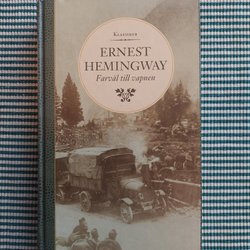 KLASSIKER
ERNEST
HEMINGWAY
Farväl till vapnen